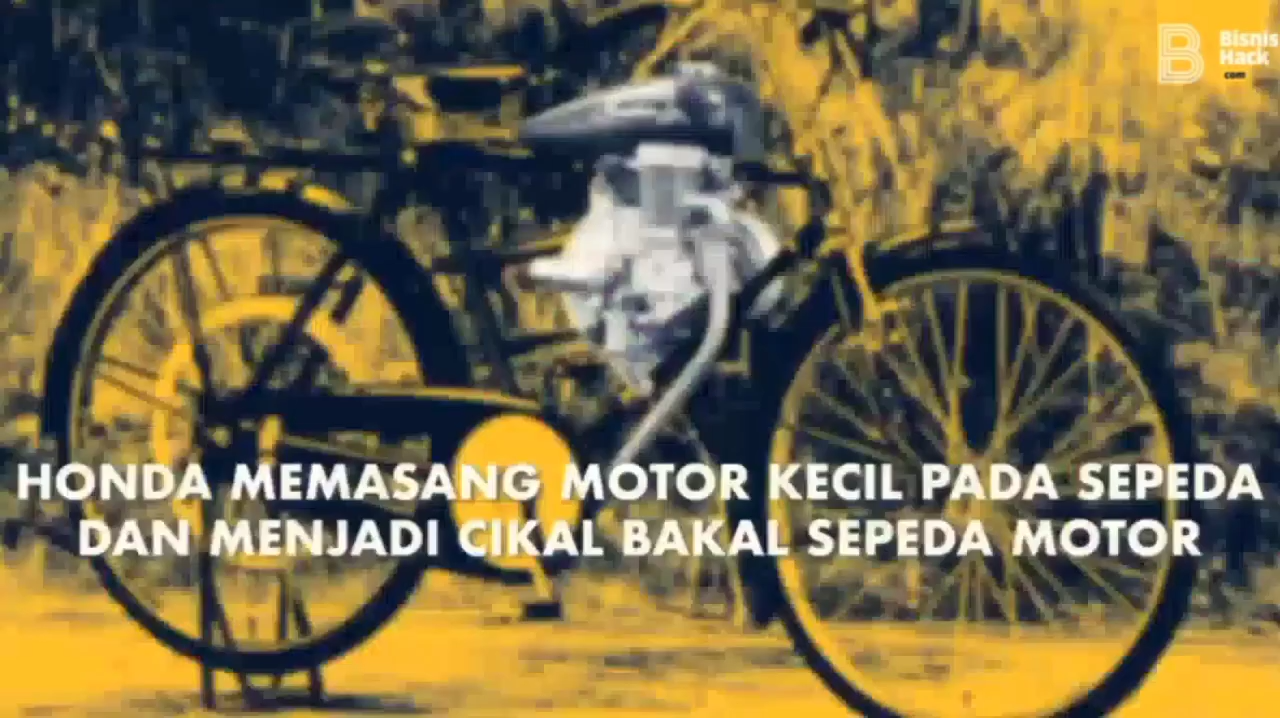 Bisnis
Hack
com
HONDA MEMASANG MOTOR KECIL PADA SEPEDA
DAN MENJADI CIKAL BAKAL SEPEDA MOTOR